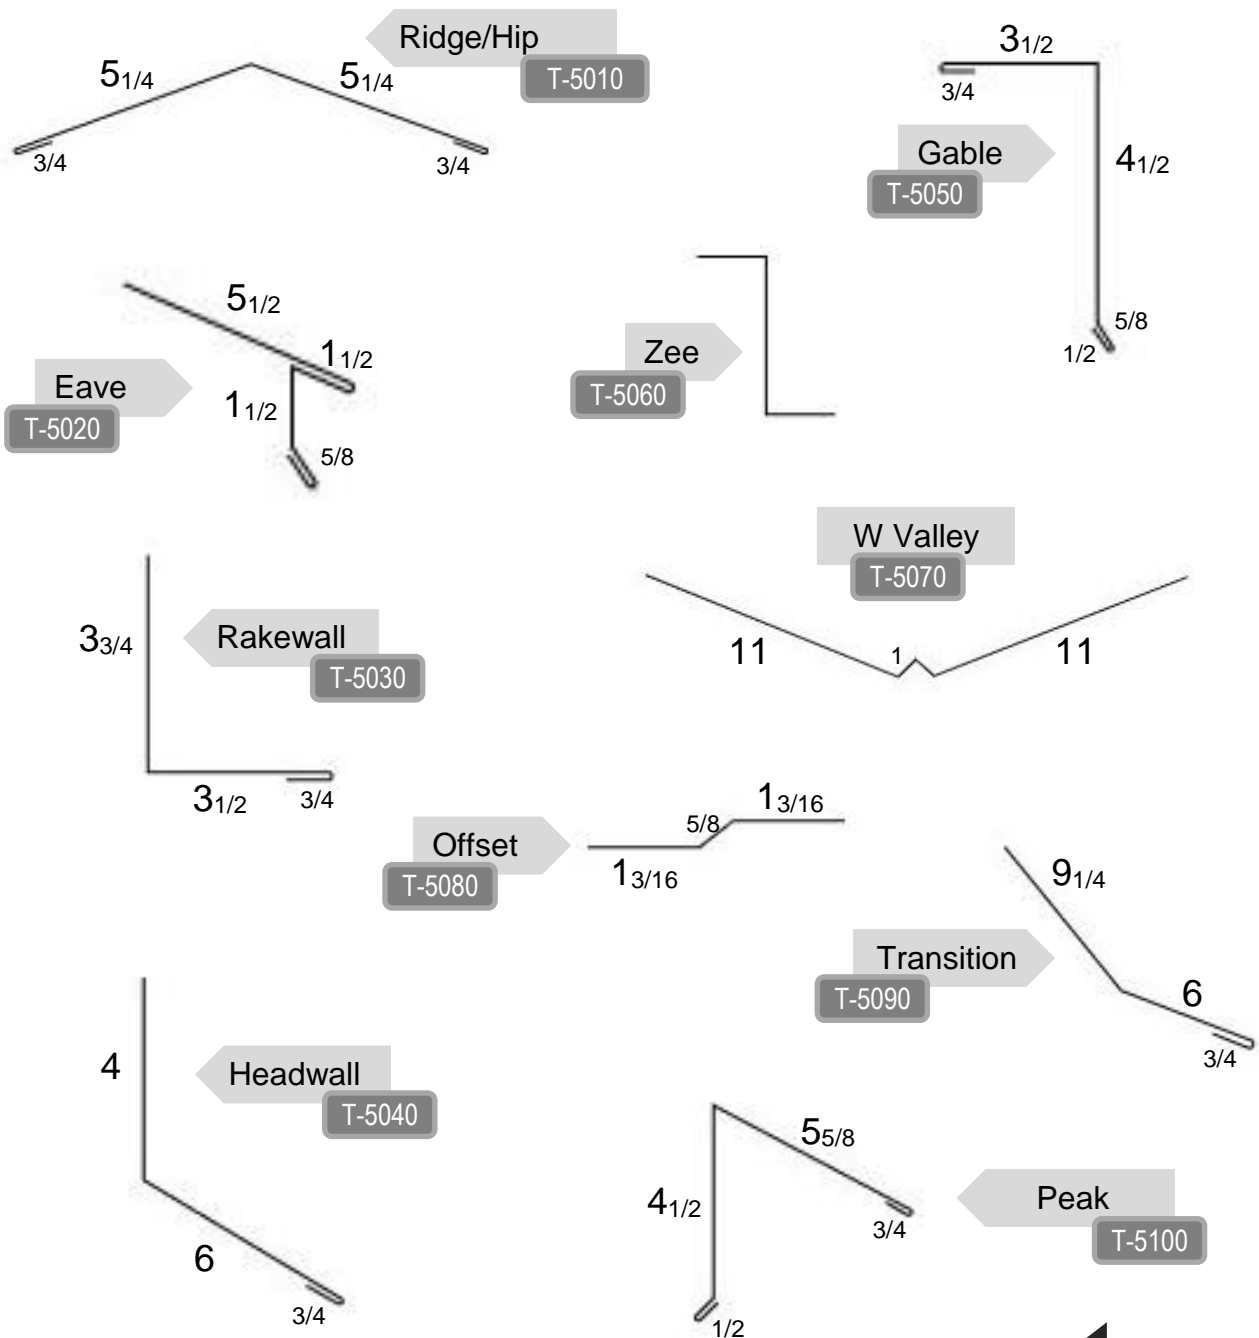 Ridge/Hip
T-5010
5 1/4
5 1/4
3/4
3/4
3 1/2
3/4
Gable
T-5050
4 1/2
5/8
1/2
5 1/2
1 1/2
Eave
T-5020
1 1/2
5/8
Zee
T-5060
W Valley
T-5070
11
1
11
3 3/4
Rakewall
T-5030
3 1/2
3/4
1 3/16
5/8
Offset
T-5080
1 3/16
9 1/4
Transition
T-5090
6
3/4
4
Headwall
T-5040
6
3/4
5 5/8
4 1/2
3/4
Peak
T-5100
1/2